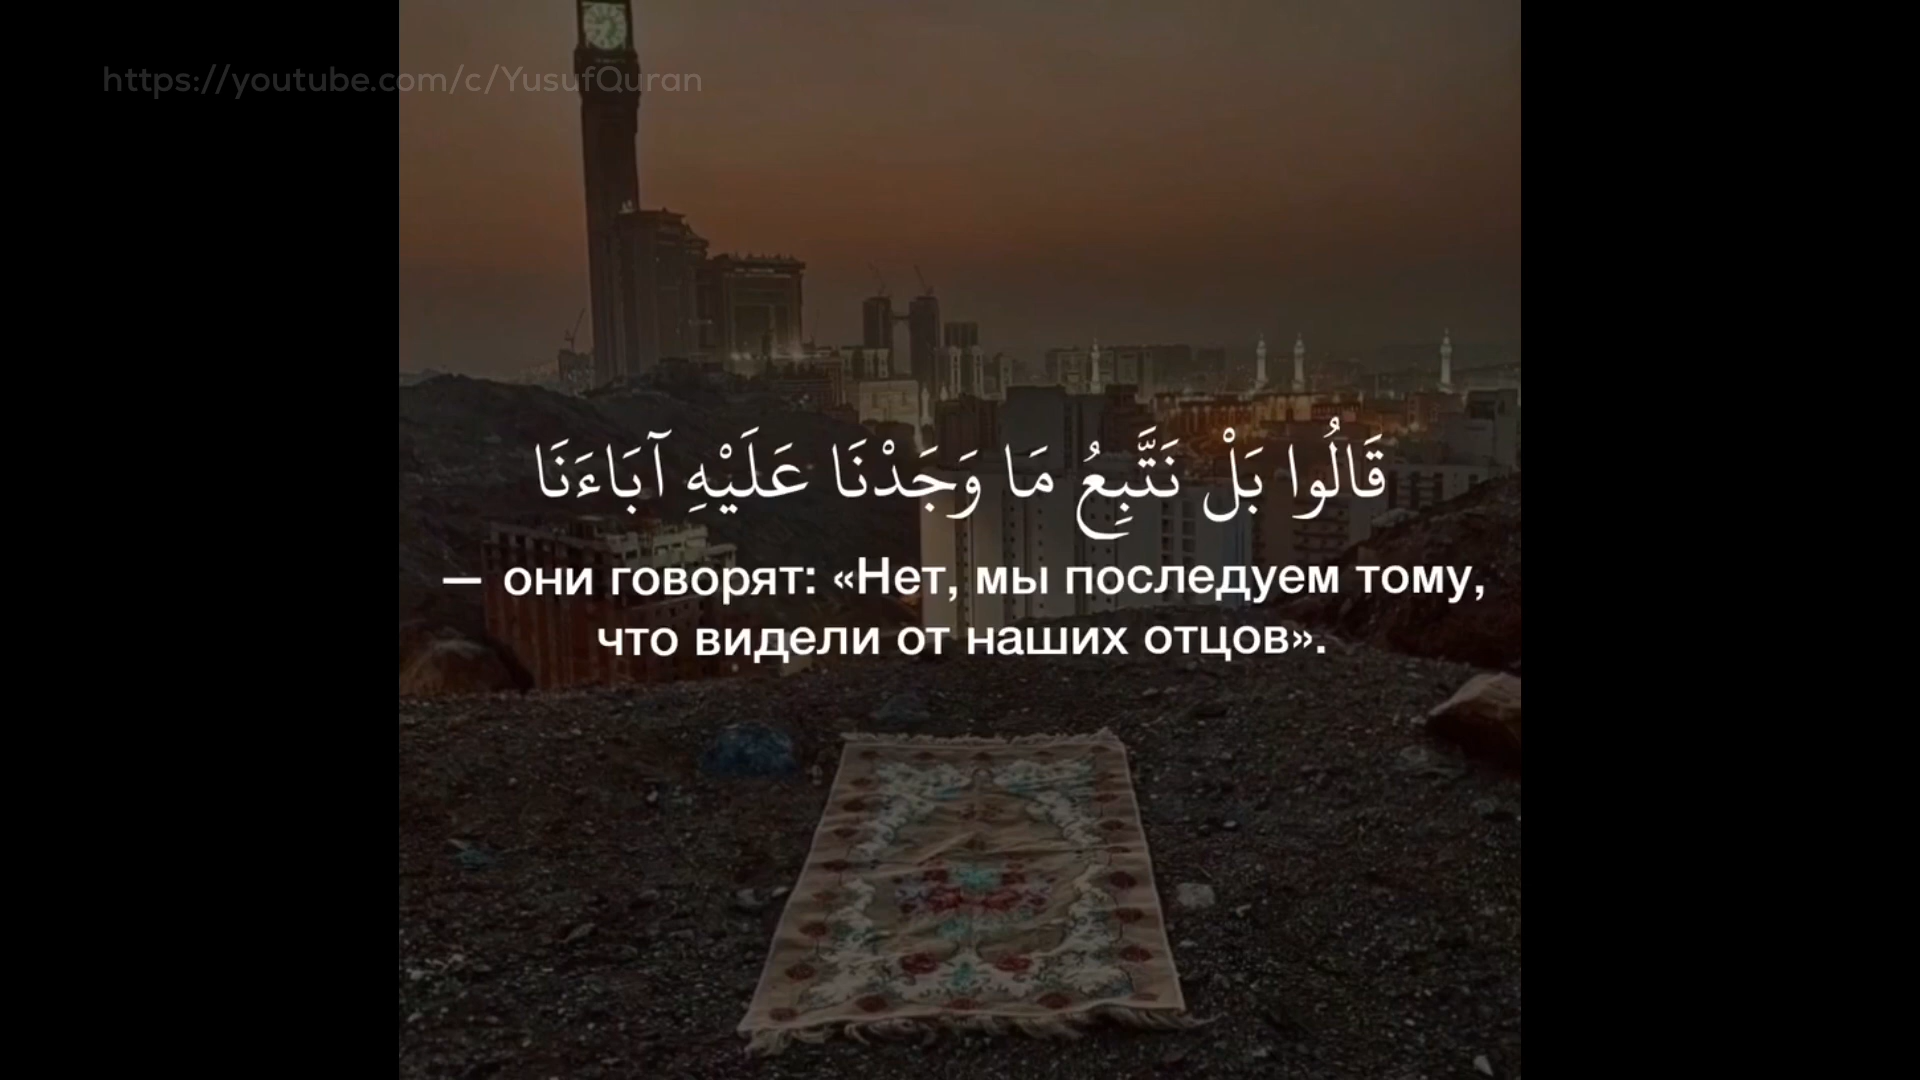 https://youtube.com/c/YusufQuran
قَالُوا بَلْ نَتَّبِعُ مَا وَجَدْنَا عَلَيْهِ آبَاءَنَا
— они говорят: «Нет, мы последуем тому,
что видели от наших отцов».